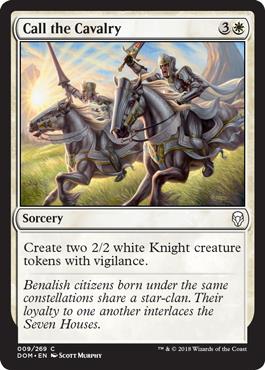 Call the Cavalry 3
Sorcery
Create two 2/2 white Knight creature
tokens with vigilance.
Benalish citizens born under the same
constellations share a star-clan. Their
loyalty to one another interlaces the
Seven Houses.
009/269 C
DOM • EN SCOTT MURPHY
™ & © 2018 Wizards of the Coast